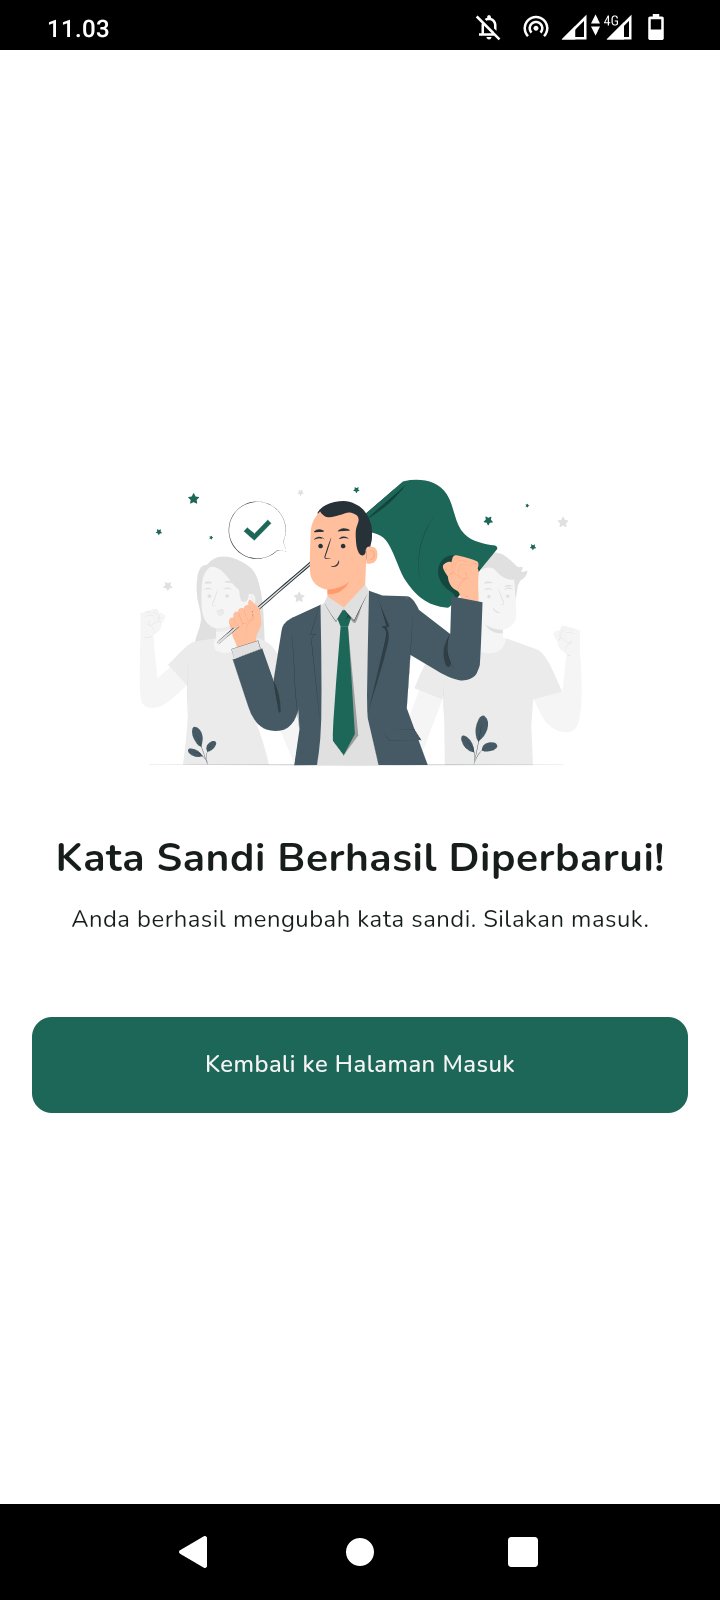 11.03
4G
Kata Sandi Berhasil Diperbarui!
Anda berhasil mengubah kata sandi. Silakan masuk.
Kembali ke Halaman Masuk